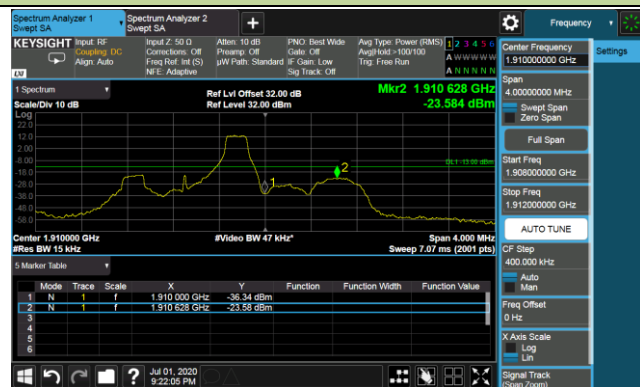 Spectrum Analyzer 1
Swept SA
Spectrum Analyzer 2
Swept SA
+
Frequency
KEYSIGHT
Input: RF
Coupling: DC
Align: Auto
Input Z: 50 Ω
Corrections: Off
Freq Ref: Int (S)
NFE: Adaptive
Atten: 10 dB
Preamp: Off
µW Path: Standard
PNO: Best Wide
Gate: Off
IF Gain: Low
Sig Track: Off
Avg Type: Power (RMS)
Avg|Hold:>100/100
Trig: Free Run
1 2 3 4 5 6
A W W W W W
A N N N N N
LXI
1 Spectrum
Scale/Div 10 dB
Ref Lvl Offset 32.00 dB
Ref Level 32.00 dBm
Mkr2 1.910 628 GHz
-23.584 dBm
Log
22.0
12.0
2.00
-8.00
-18.0
-28.0
-38.0
-48.0
-58.0
DL1 -13.00 dBm
1
2
Center 1.910000 GHz
#Res BW 15 kHz
#Video BW 47 kHz*
Span 4.000 MHz
Sweep 7.07 ms (2001 pts)
5 Marker Table
Mode Trace Scale X Y Function Function Width Function Value
1 N 1 f 1.910 000 GHz -36.34 dBm
2 N 1 f 1.910 628 GHz -23.58 dBm
3
4
5
6
Center Frequency
1.910000000 GHz
Settings
Span
4.00000000 MHz
Swept Span
Zero Span
Full Span
Start Freq
1.908000000 GHz
Stop Freq
1.912000000 GHz
AUTO TUNE
CF Step
400.000 kHz
Auto
Man
Freq Offset
0 Hz
X Axis Scale
Log
Lin
Signal Track
(Span Zoom)
?
Jul 01, 2020
9:22:05 PM